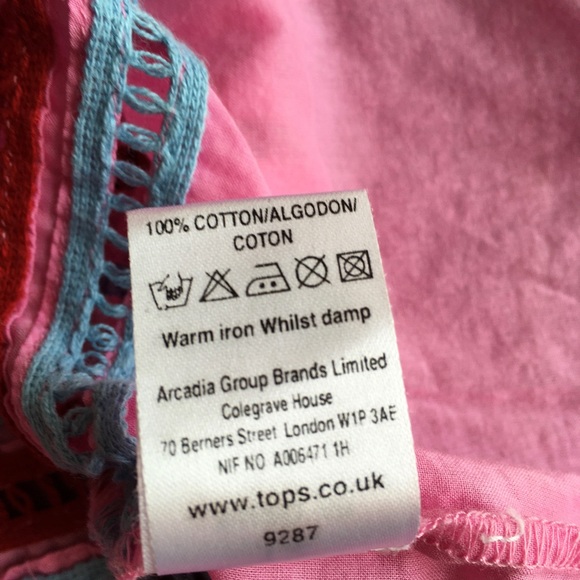 100% COTTON/ALGODON/
COTON
Warm iron Whilst damp
Arcadia Group Brands Limited
Colegrave House
70 Berners Street London W1P 3AE
NIF NO A006471 1H
www.tops.co.uk
9287